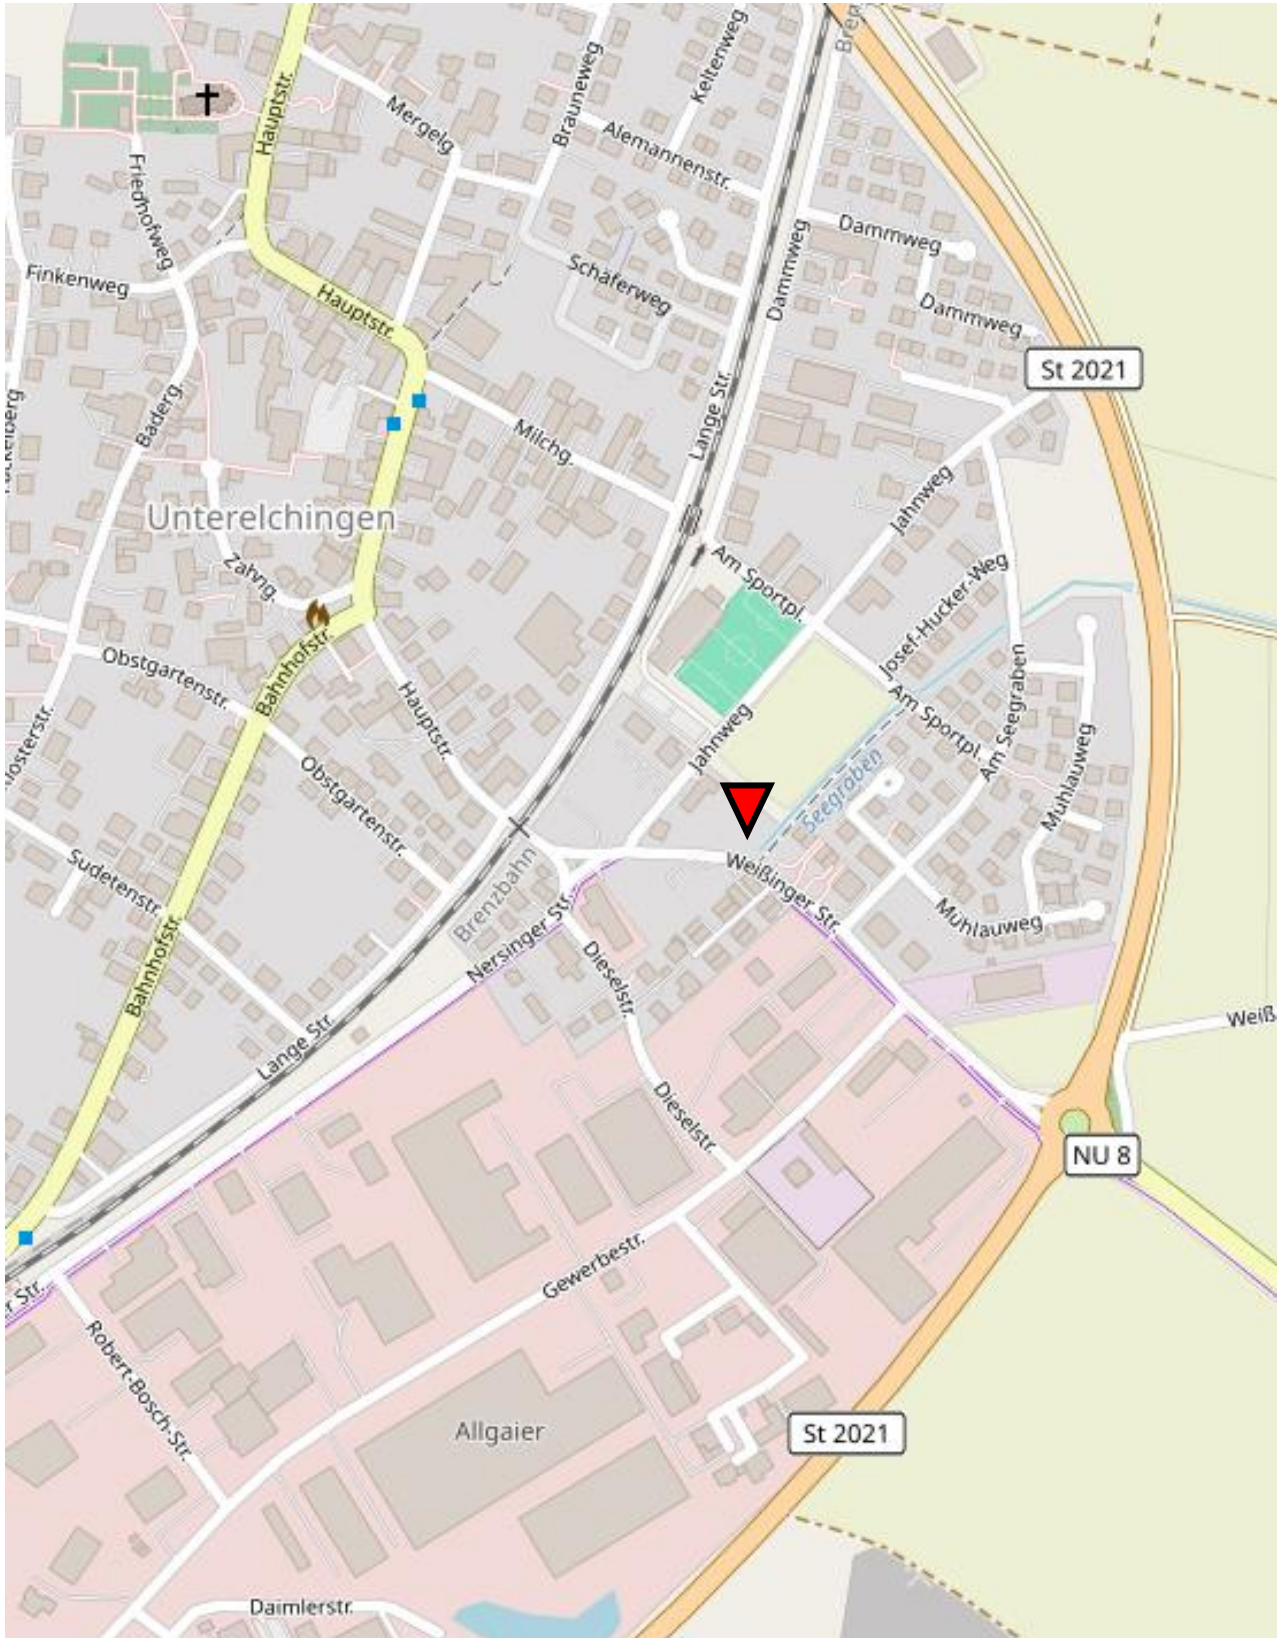 Hauptstr.
Mergelg
Brauneweg
Keltenweg
Alemannenstr.
Friedhofweg
Finkenweg
Hauptstr.
Schäferweg
Dammweg
Dammweg
Dammweg
St 2021
Baderg.
Milchg.
Lange Str.
Jahnweg
Unterelchingen
Zahrig.
Am Sportpl.
Josef-Hucker-Weg
Obstgartenstr.
Bahnhofstr.
Hauptstr.
Am Sportpl.
Am Seegraben
Jahnweg
Mühlauweg
Seegraben
Obstgartenstr.
Sudetenstr.
Brenzbahn
Weißinger Str.
Mühlauweg
Nersinger Str.
Bahnhofstr.
Dieselstr.
Lange Str.
Weiß
Dieselstr.
NU 8
Gewerbestr.
r Str.
Robert-Bosch-Str.
Allgaier
St 2021
Daimlerstr.